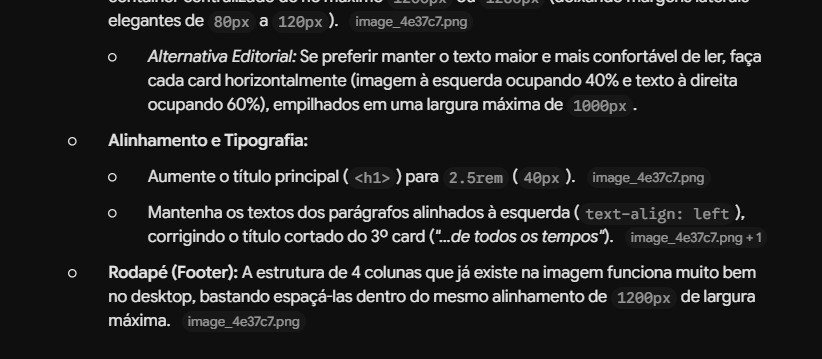 elegantes de 80px a 120px ). image_4e37c7.png
Alternativa Editorial: Se preferir manter o texto maior e mais confortável de ler, faça
cada card horizontalmente (imagem à esquerda ocupando 40% e texto à direita
ocupando 60%), empilhados em uma largura máxima de 1000px .
Alinhamento e Tipografia:
Aumente o título principal ( <h1> ) para 2.5rem ( 40px ). image_4e37c7.png
Mantenha os textos dos parágrafos alinhados à esquerda ( text-align: left ),
corrigindo o título cortado do 3º card ("...de todos os tempos"). image_4e37c7.png + 1
Rodapé (Footer): A estrutura de 4 colunas que já existe na imagem funciona muito bem
no desktop, bastando espaçá-las dentro do mesmo alinhamento de 1200px de largura
máxima. image_4e37c7.png